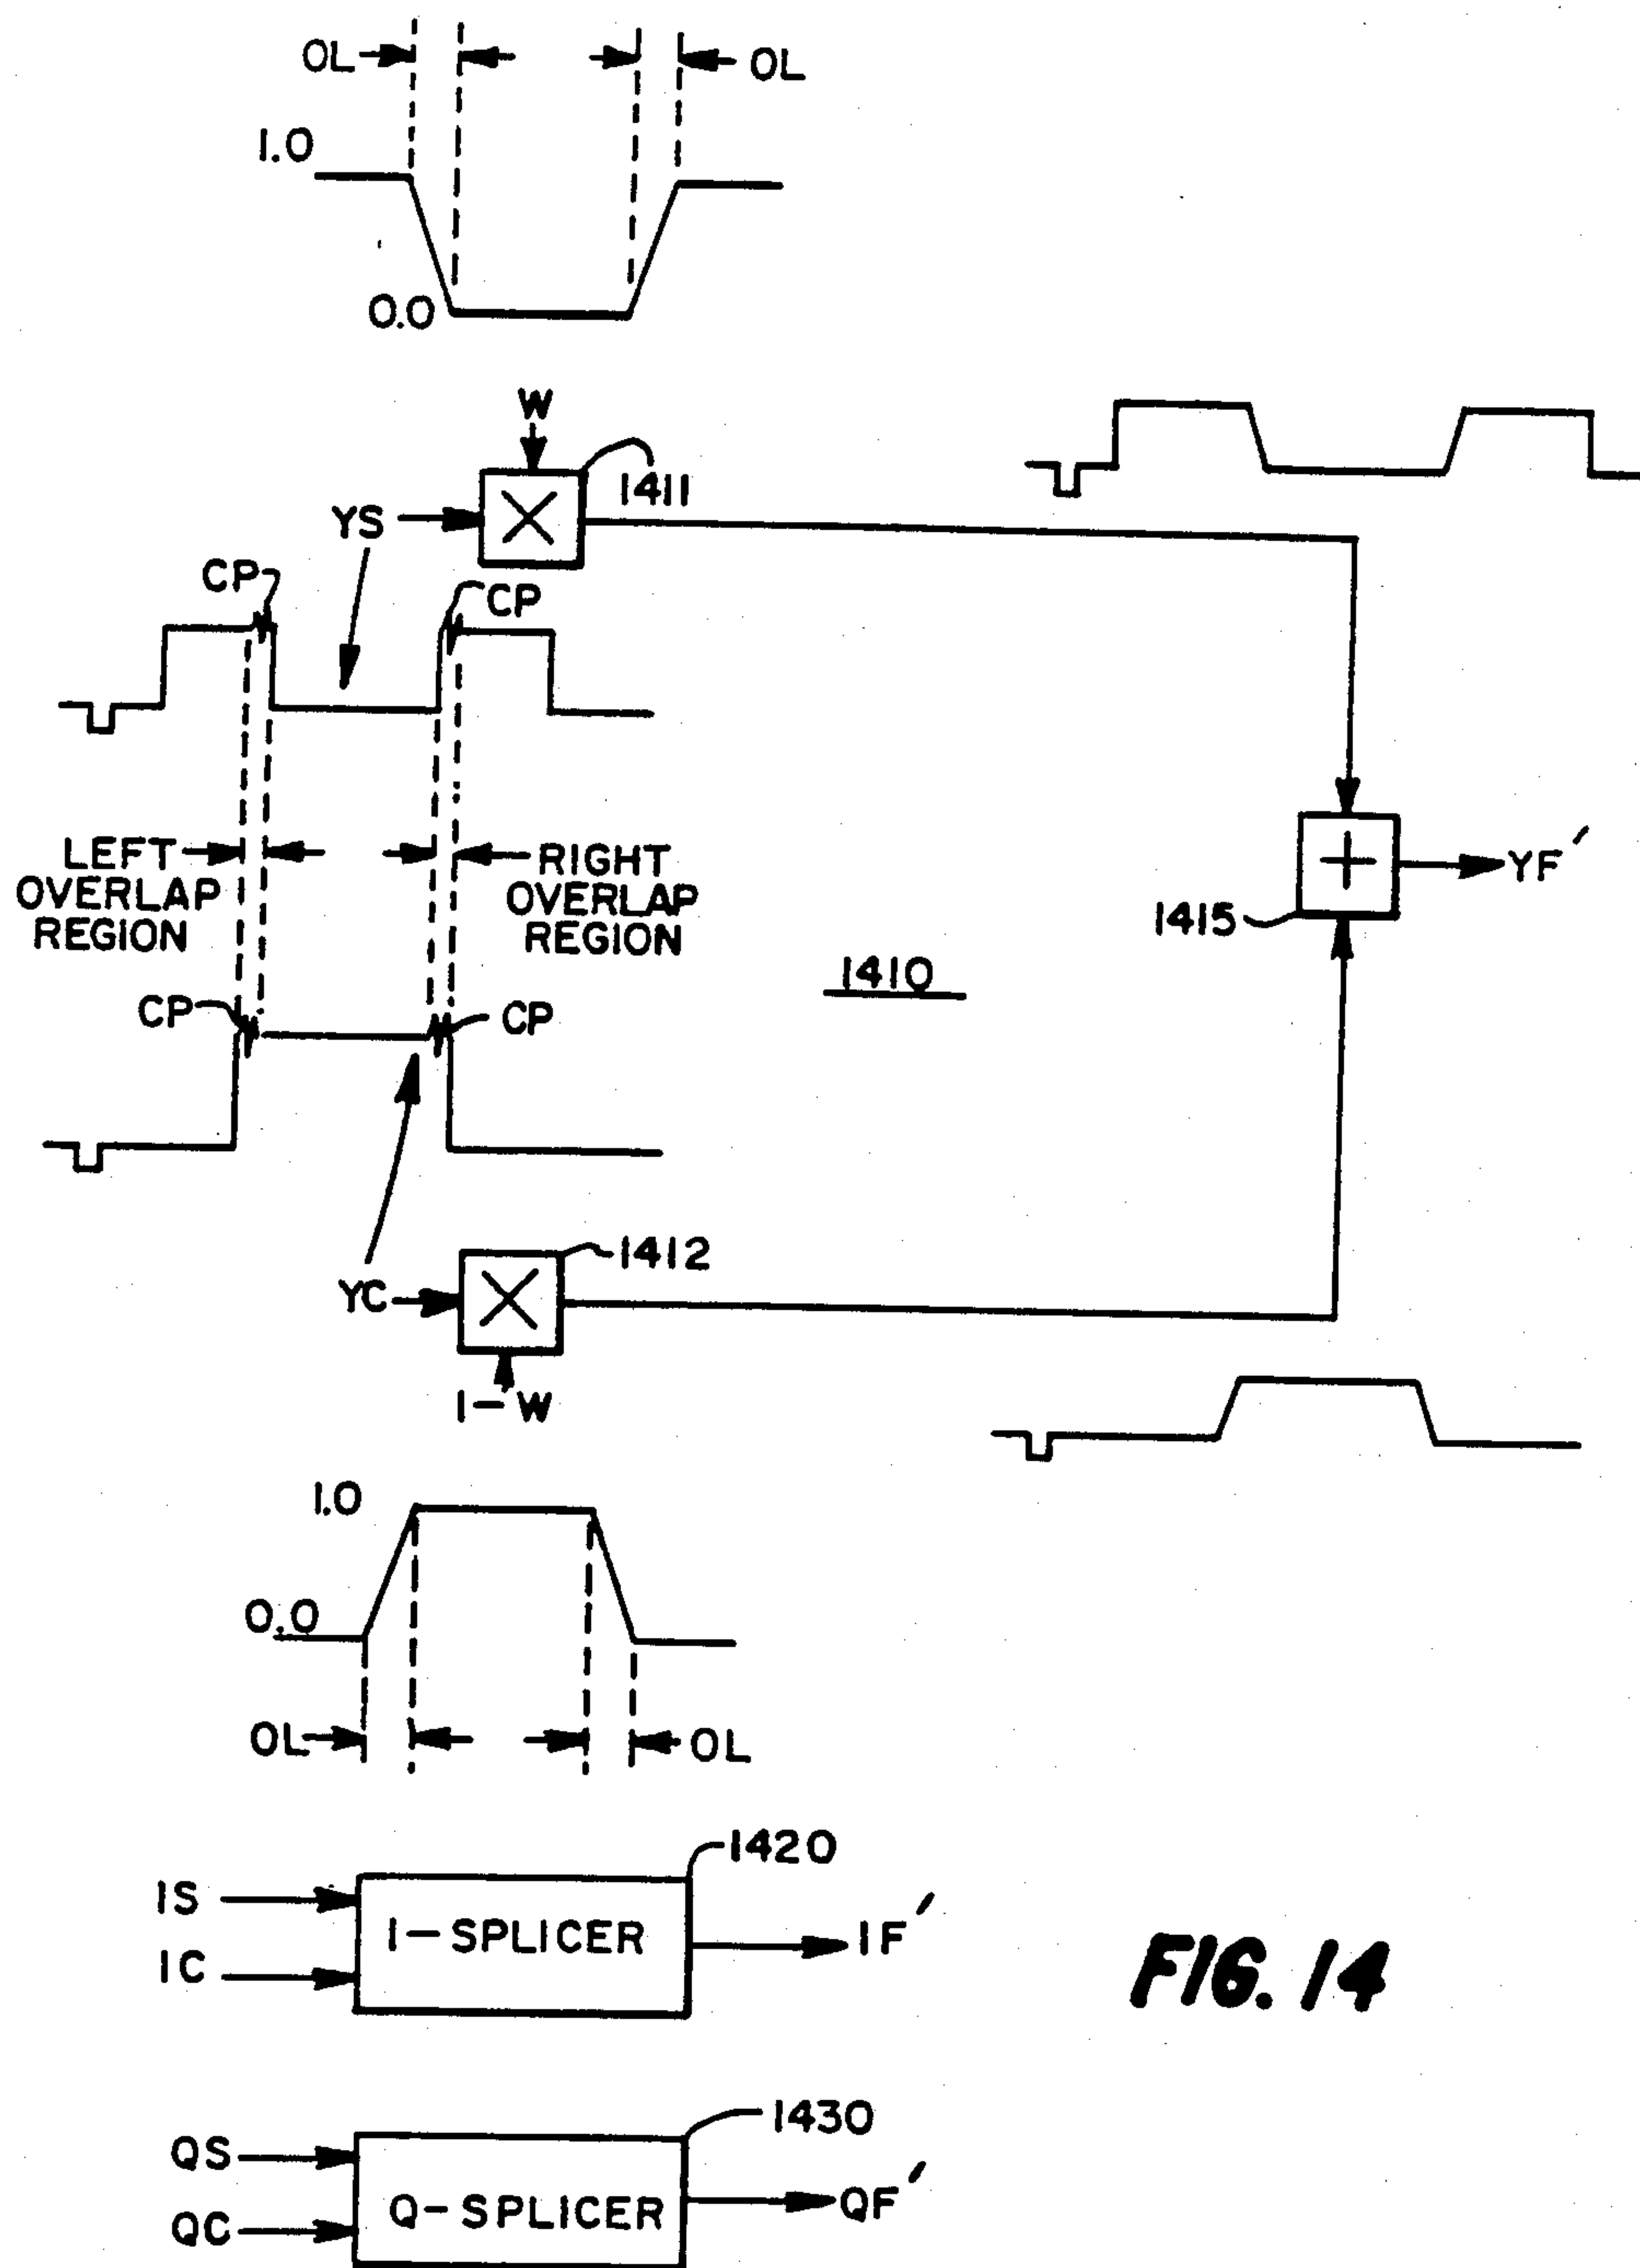 OL OL
1.0
0.0
W
1411
YS
CP CP
LEFT OVERLAP REGION
RIGHT OVERLAP REGION
1415
YF'
1410
CP CP
1412
YC
1-W
1.0
0.0
OL OL
1420
IS
I-SPLICER
IF'
IC
FIG. 14
1430
QS
Q-SPLICER
QF'
QC